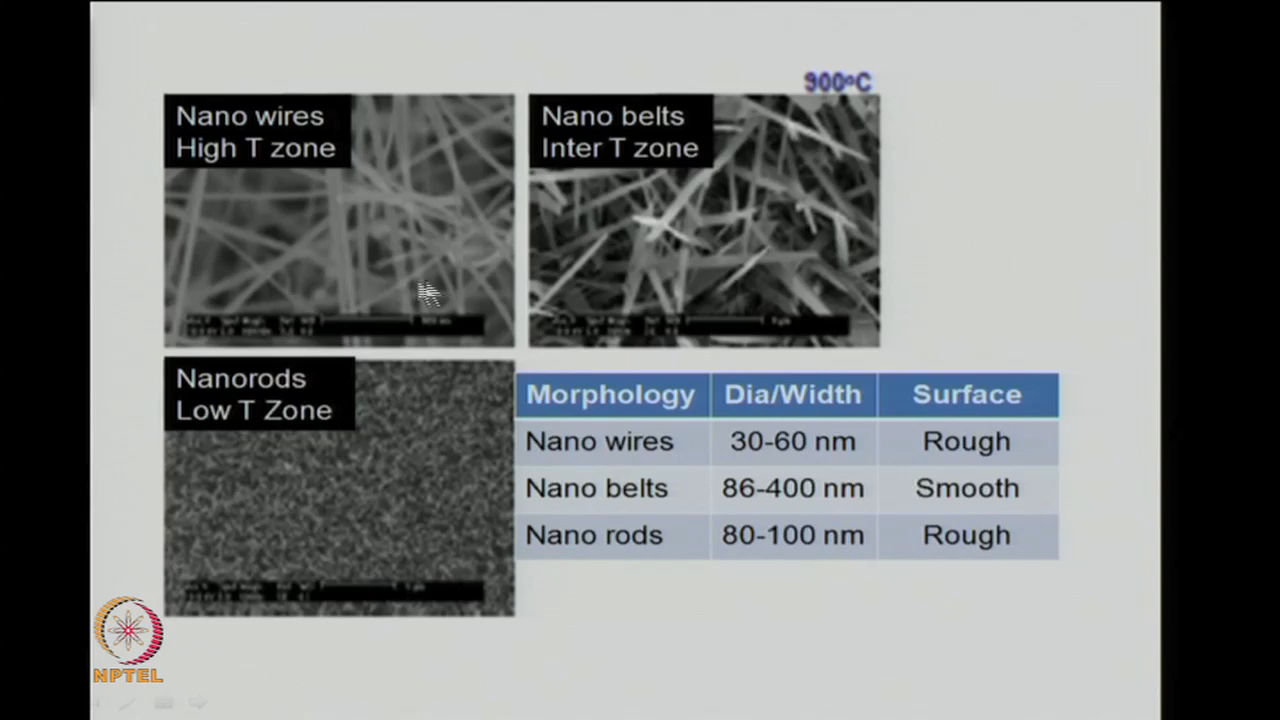 900°C
Nano wires
High T zone
Nano belts
Inter T zone
Nanorods
Low T Zone
Morphology Dia/Width Surface
Nano wires 30-60 nm Rough
Nano belts 86-400 nm Smooth
Nano rods 80-100 nm Rough
NPTEL